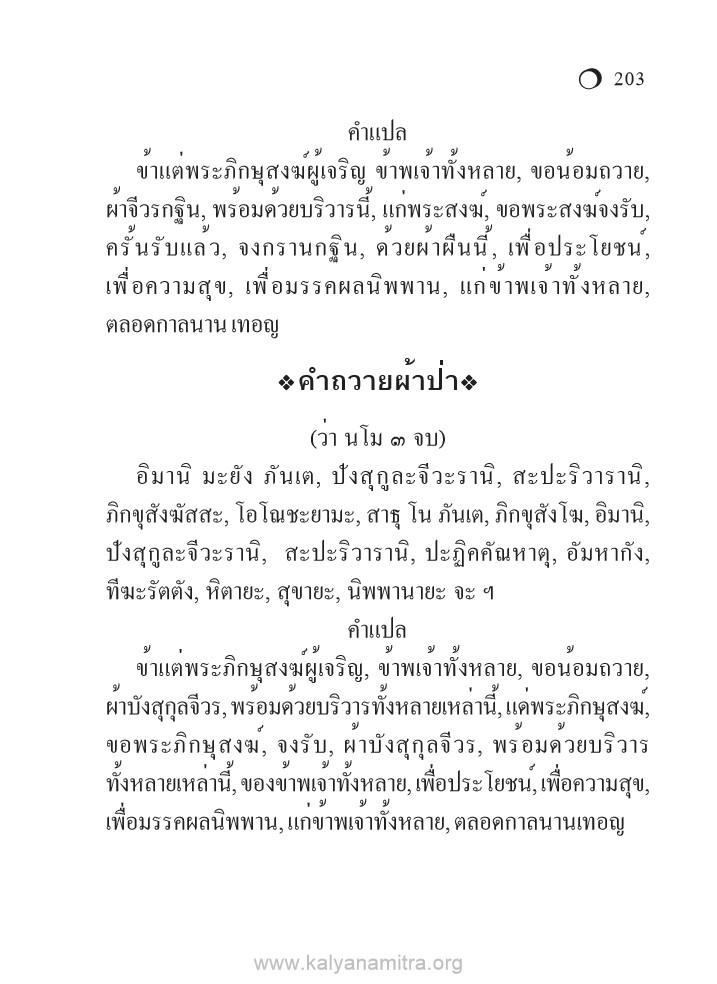 203
คำแปล
ข้าแต่พระภิกษุสงฆ์ผู้เจริญ ข้าพเจ้าทั้งหลาย, ขอน้อมถวาย,
ผ้าจีวรกฐิน, พร้อมด้วยบริวารนี้, แก่พระสงฆ์, ขอพระสงฆ์จงรับ,
ครั้นรับแล้ว, จงกรานกฐิน, ด้วยผ้าผืนนี้, เพื่อประโยชน์,
เพื่อความสุข, เพื่อมรรคผลนิพพาน, แก่ข้าพเจ้าทั้งหลาย,
ตลอดกาลนาน เทอญ
❖คำถวายผ้าป่า❖
(ว่า นโม ๓ จบ)
อิมานิ มะยัง ภันเต, ปังสุกูละจีวะรานิ, สะปะริวารานิ,
ภิกขุสังฆัสสะ, โอโณชะยามะ, สาธุ โน ภันเต, ภิกขุสังโฆ, อิมานิ,
ปังสุกูละจีวะรานิ, สะปะริวารานิ, ปะฏิคคัณหาตุ, อัมหากัง,
ทีฆะรัตตัง, หิตายะ, สุขายะ, นิพพานายะ จะ ฯ
คำแปล
ข้าแต่พระภิกษุสงฆ์ผู้เจริญ, ข้าพเจ้าทั้งหลาย, ขอน้อมถวาย,
ผ้าบังสุกุลจีวร, พร้อมด้วยบริวารทั้งหลายเหล่านี้, แด่พระภิกษุสงฆ์,
ขอพระภิกษุสงฆ์, จงรับ, ผ้าบังสุกุลจีวร, พร้อมด้วยบริวาร
ทั้งหลายเหล่านี้, ของข้าพเจ้าทั้งหลาย, เพื่อประโยชน์, เพื่อความสุข,
เพื่อมรรคผลนิพพาน, แก่ข้าพเจ้าทั้งหลาย, ตลอดกาลนานเทอญ
www.kalyanamitra.org